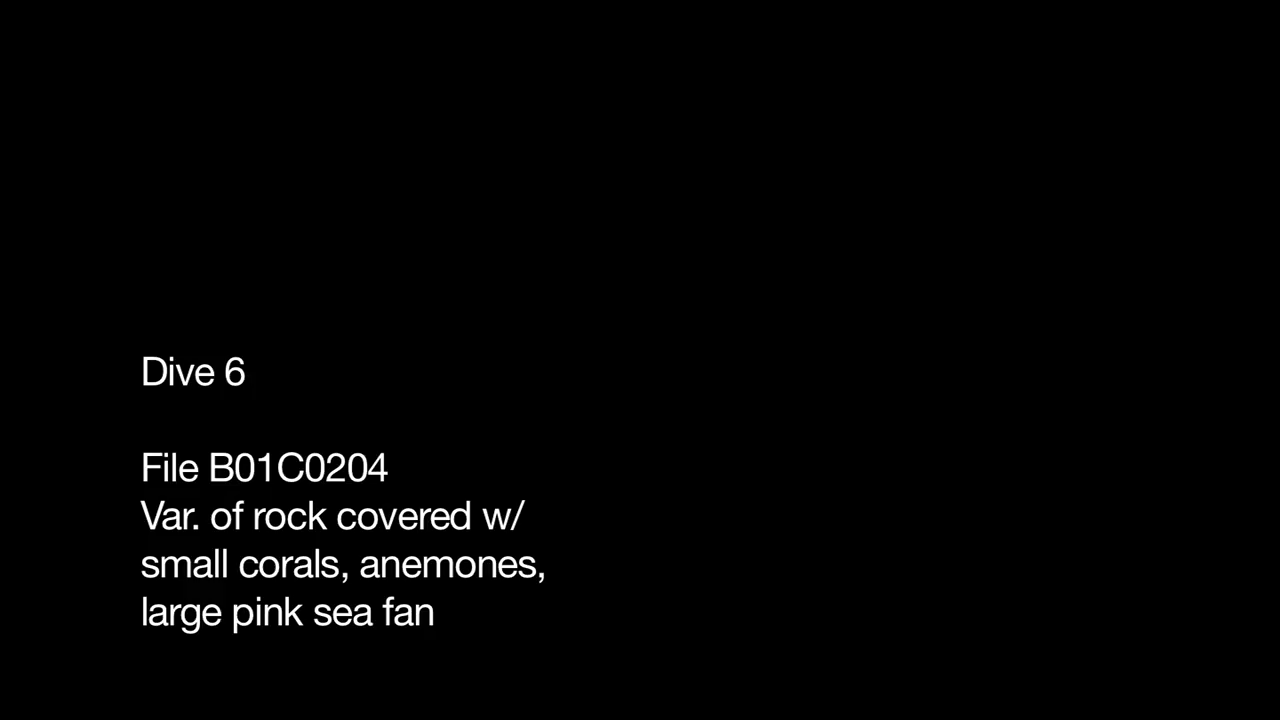 Dive 6
File B01C0204
Var. of rock covered w/
small corals, anemones,
large pink sea fan